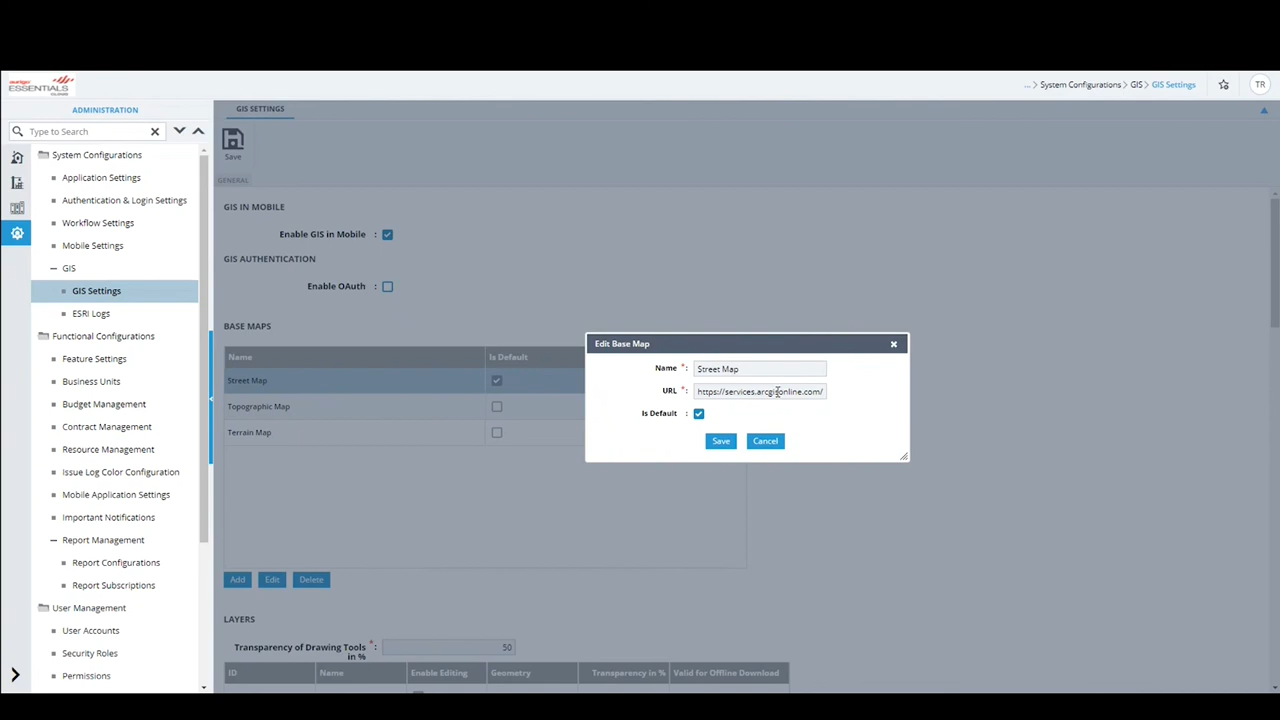 aurigo
ESSENTIALS
... > System Configurations > GIS > GIS Settings
TR
ADMINISTRATION
Type to Search
System Configurations
Application Settings
Authentication & Login Settings
Workflow Settings
Mobile Settings
GIS
GIS Settings
ESRI Logs
Functional Configurations
Feature Settings
Business Units
Budget Management
Contract Management
Resource Management
Issue Log Color Configuration
Mobile Application Settings
Important Notifications
Report Management
Report Configurations
Report Subscriptions
User Management
User Accounts
Security Roles
Permissions
GIS SETTINGS
Save
GENERAL
GIS IN MOBILE
Enable GIS in Mobile :
GIS AUTHENTICATION
Enable OAuth :
BASE MAPS
Name Is Default
Street Map
Topographic Map
Terrain Map
Add Edit Delete
LAYERS
Transparency of Drawing Tools * : 50
in %
ID Name Enable Editing Geometry Transparency in % Valid for Offline Download
Edit Base Map
Name * : Street Map
URL * : https://services.arcgisonline.com/
Is Default :
Save Cancel